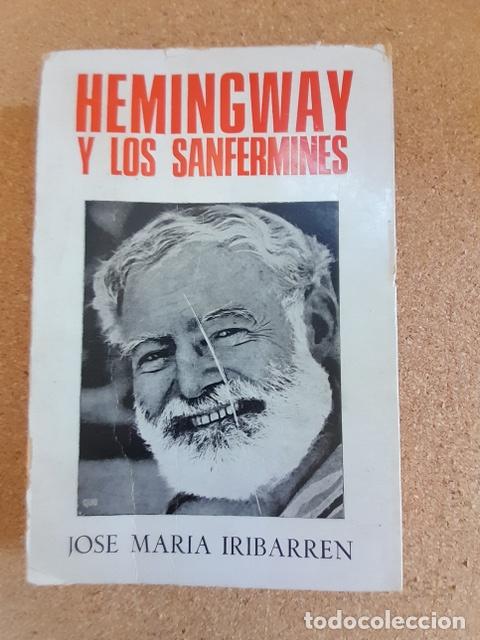 HEMINGWAY
Y LOS SANFERMINES
JOSE MARIA IRIBARREN
todocoleccion